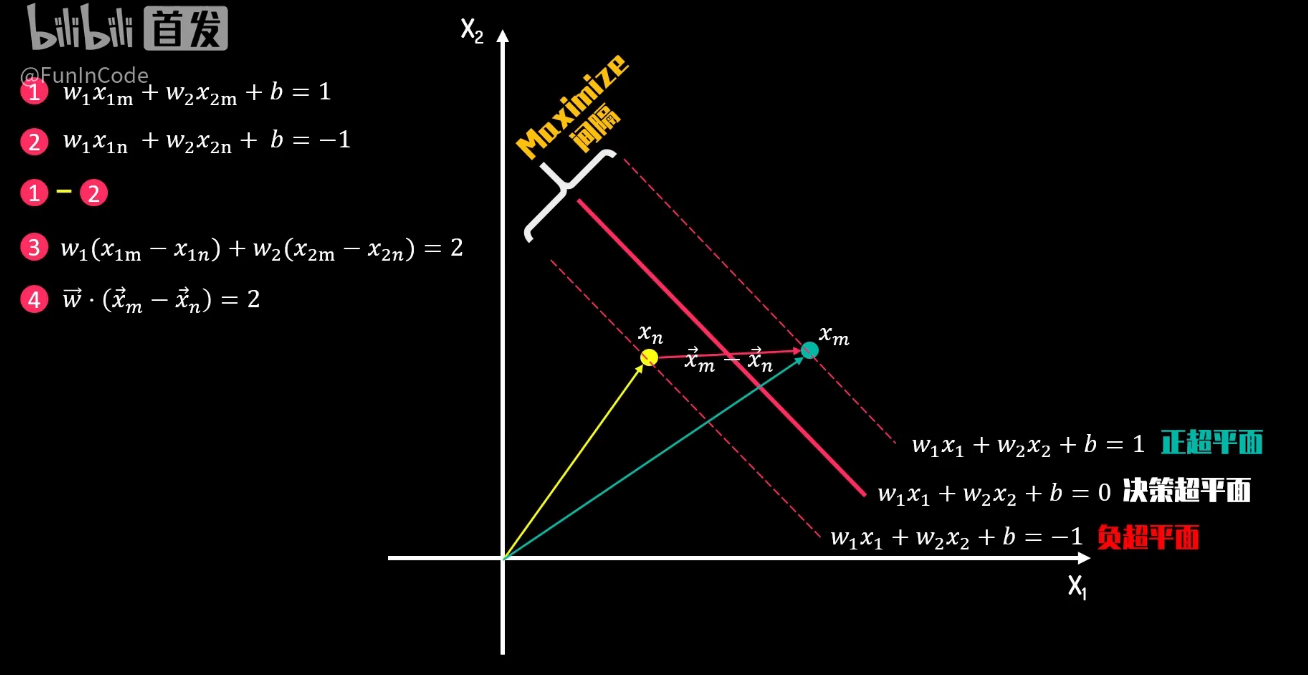 bilibili 首发
@FunInCode
① w₁x₁ₘ + w₂x₂ₘ + b = 1
② w₁x₁ₙ + w₂x₂ₙ + b = −1
① − ②
③ w₁(x₁ₘ − x₁ₙ) + w₂(x₂ₘ − x₂ₙ) = 2
④ w⃗ · (x⃗ₘ − x⃗ₙ) = 2
X₂
Maximize
间隔
xₙ
xₘ
x⃗ₘ − x⃗ₙ
w₁x₁ + w₂x₂ + b = 1 正超平面
w₁x₁ + w₂x₂ + b = 0 决策超平面
w₁x₁ + w₂x₂ + b = −1 负超平面
X₁